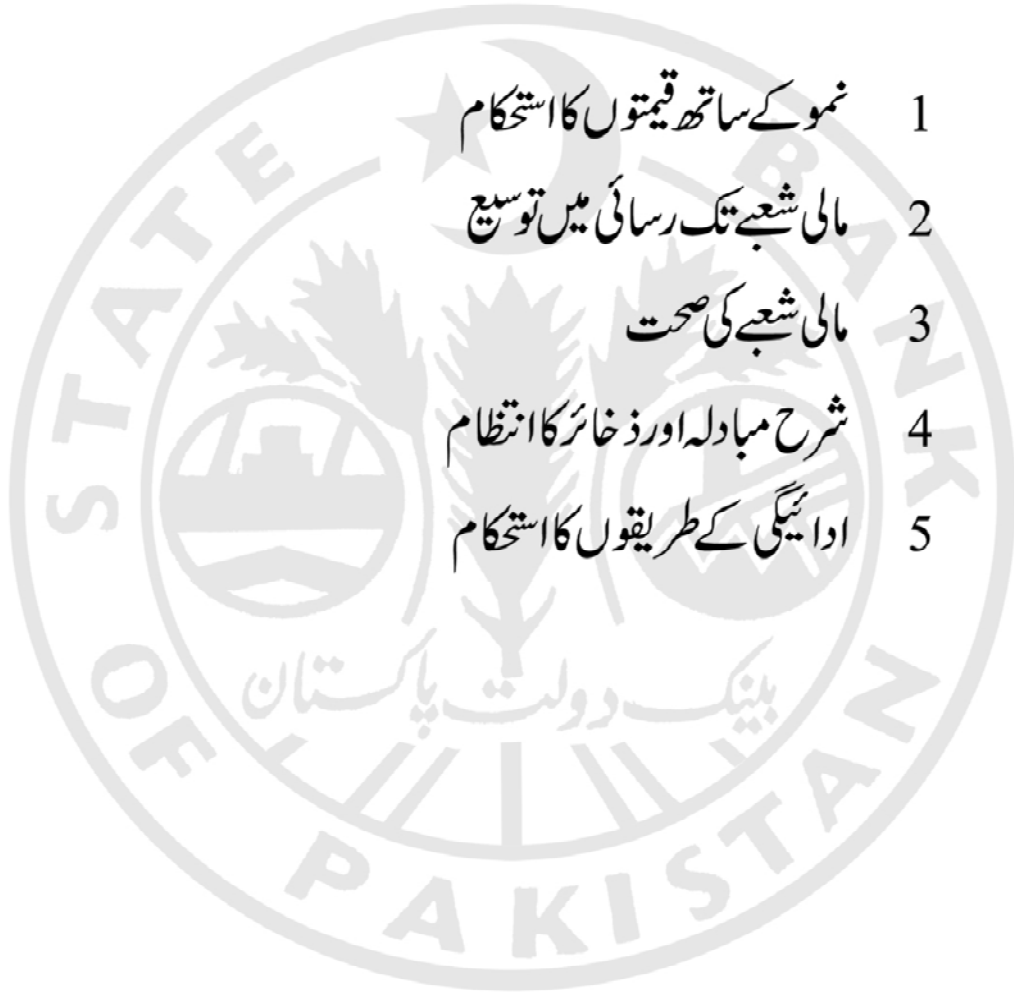 1 نمو کے ساتھ قیمتوں کا استحکام
2 مالی شعبے تک رسائی میں توسیع
3 مالی شعبے کی صحت
4 شرح مبادلہ اور ذخائر کا انتظام
5 ادائیگی کے طریقوں کا استحکام
STATE BANK OF PAKISTAN
بینک دولت پاکستان